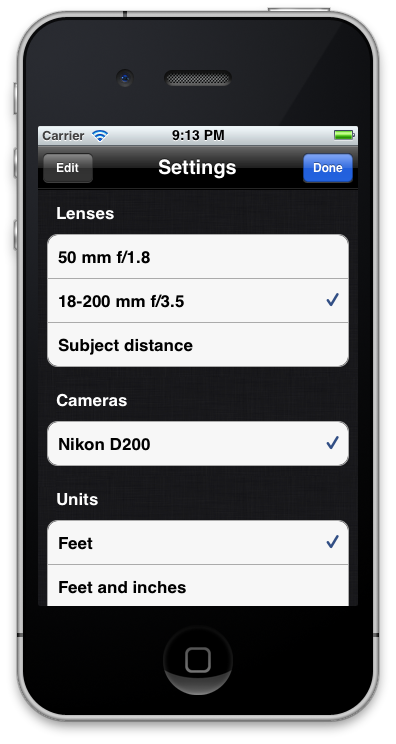 Carrier 9:13 PM
Edit Settings Done
Lenses
50 mm f/1.8
18-200 mm f/3.5
Subject distance
Cameras
Nikon D200
Units
Feet
Feet and inches